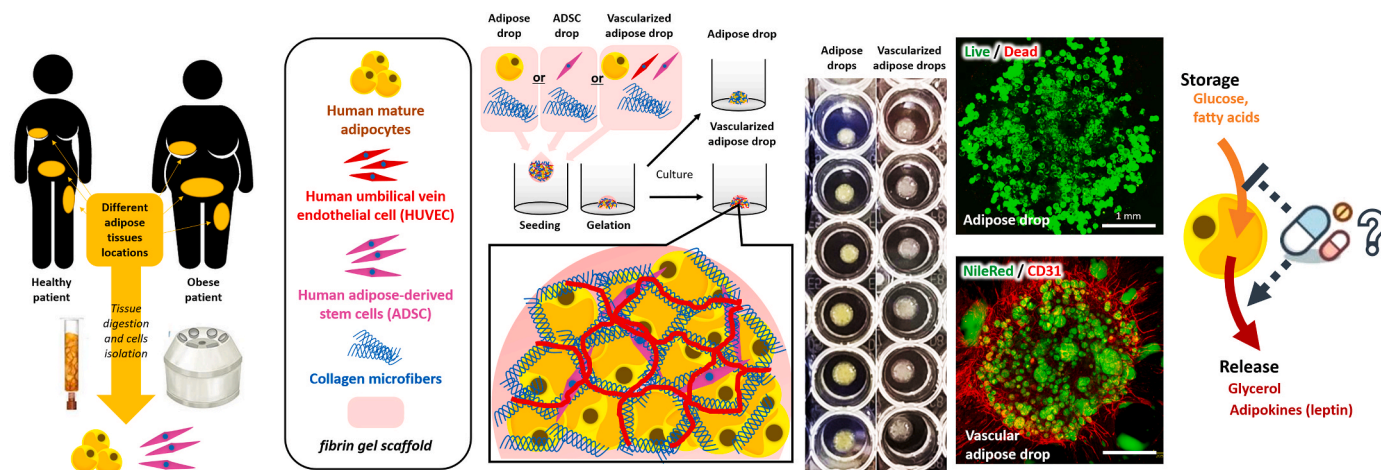 Different
adipose
tissues
locations
Healthy
patient
Obese
patient
Tissue
digestion
and cells
isolation
Human mature
adipocytes
Human umbilical vein
endothelial cell (HUVEC)
Human adipose-derived
stem cells (ADSC)
Collagen microfibers
fibrin gel scaffold
Adipose
drop
ADSC
drop
Vascularized
adipose drop
or
or
Seeding
Gelation
Culture
Adipose drop
Vascularized
adipose drop
Adipose
drops
Vascularized
adipose drops
Live / Dead
1 mm
Adipose drop
NileRed / CD31
Vascular
adipose drop
Storage
Glucose,
fatty acids
?
Release
Glycerol
Adipokines (leptin)